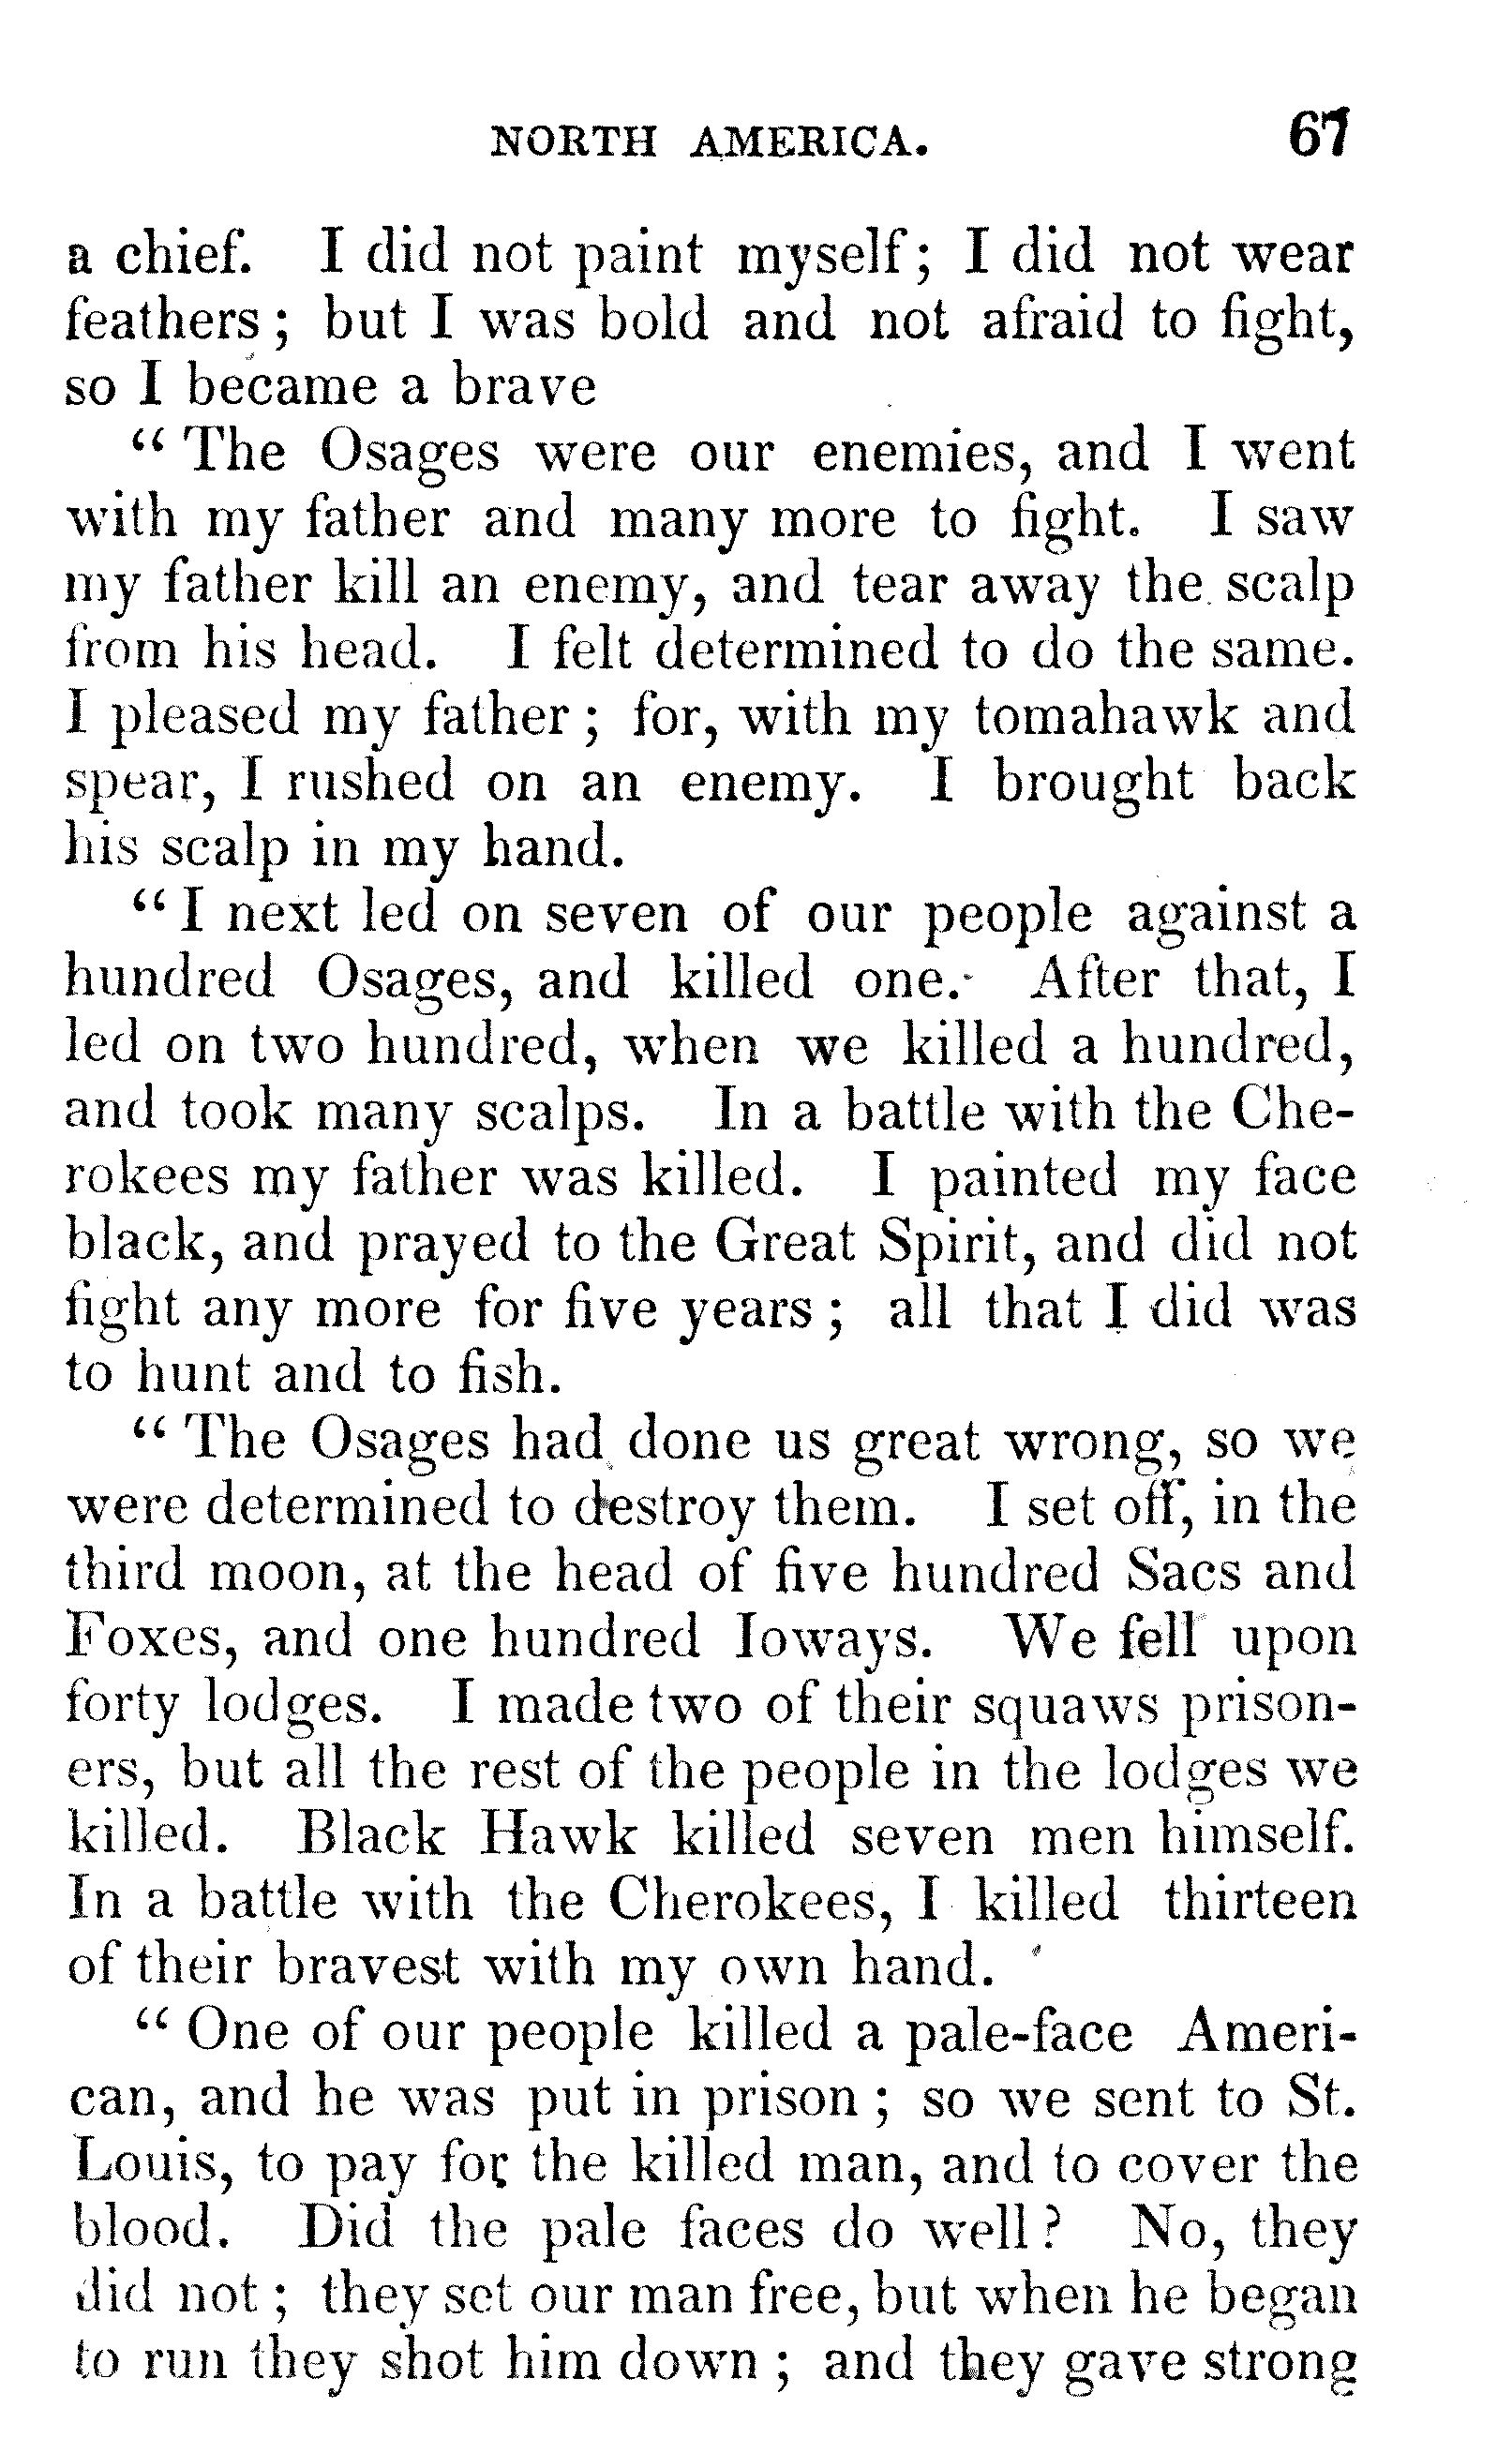 NORTH AMERICA. 67
a chief. I did not paint myself; I did not wear
feathers; but I was bold and not afraid to fight,
so I became a brave
“The Osages were our enemies, and I went
with my father and many more to fight. I saw
my father kill an enemy, and tear away the scalp
from his head. I felt determined to do the same.
I pleased my father; for, with my tomahawk and
spear, I rushed on an enemy. I brought back
his scalp in my hand.
“I next led on seven of our people against a
hundred Osages, and killed one. After that, I
led on two hundred, when we killed a hundred,
and took many scalps. In a battle with the Che-
rokees my father was killed. I painted my face
black, and prayed to the Great Spirit, and did not
fight any more for five years; all that I did was
to hunt and to fish.
“The Osages had done us great wrong, so we
were determined to destroy them. I set off, in the
third moon, at the head of five hundred Sacs and
Foxes, and one hundred Ioways. We fell upon
forty lodges. I made two of their squaws prison-
ers, but all the rest of the people in the lodges we
killed. Black Hawk killed seven men himself.
In a battle with the Cherokees, I killed thirteen
of their bravest with my own hand.
“One of our people killed a pale-face Ameri-
can, and he was put in prison; so we sent to St.
Louis, to pay for the killed man, and to cover the
blood. Did the pale faces do well? No, they
did not; they set our man free, but when he began
to run they shot him down; and they gave strong